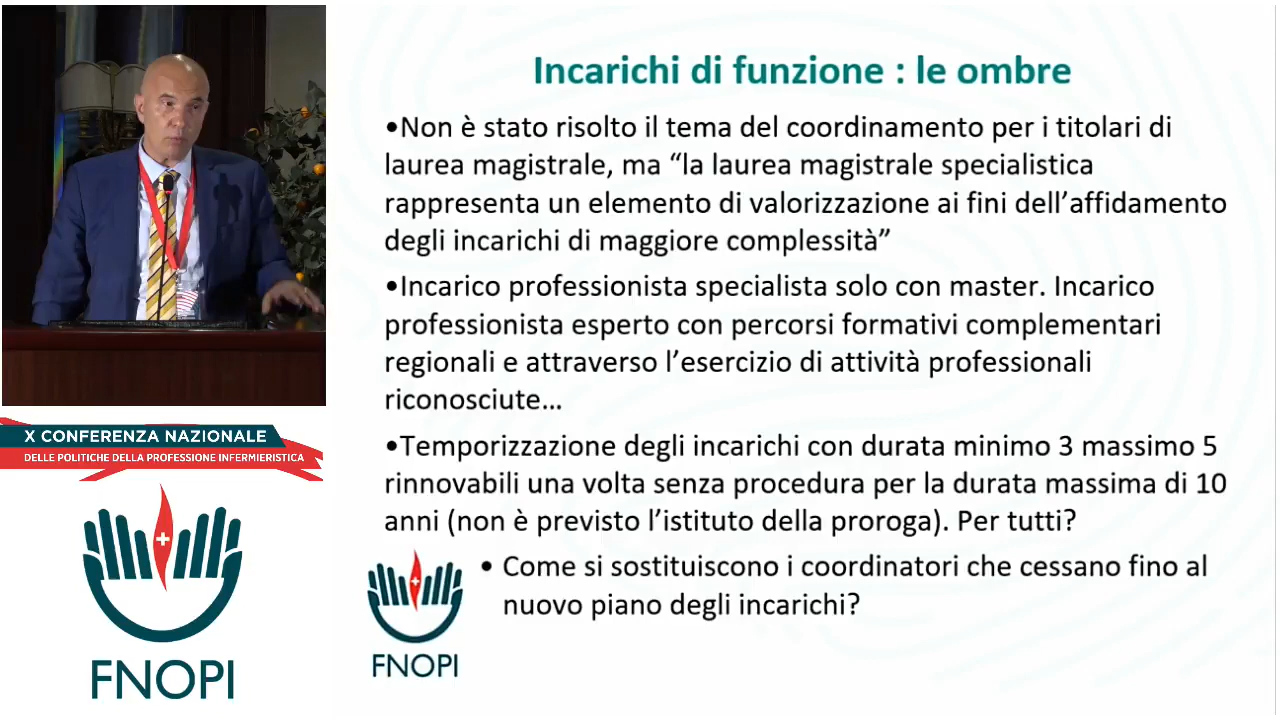 Incarichi di funzione : le ombre
•Non è stato risolto il tema del coordinamento per i titolari di
laurea magistrale, ma “la laurea magistrale specialistica
rappresenta un elemento di valorizzazione ai fini dell’affidamento
degli incarichi di maggiore complessità”
•Incarico professionista specialista solo con master. Incarico
professionista esperto con percorsi formativi complementari
regionali e attraverso l’esercizio di attività professionali
riconosciute…
•Temporizzazione degli incarichi con durata minimo 3 massimo 5
rinnovabili una volta senza procedura per la durata massima di 10
anni (non è previsto l’istituto della proroga). Per tutti?
• Come si sostituiscono i coordinatori che cessano fino al
nuovo piano degli incarichi?
FNOPI
X CONFERENZA NAZIONALE
DELLE POLITICHE DELLA PROFESSIONE INFERMIERISTICA
FNOPI